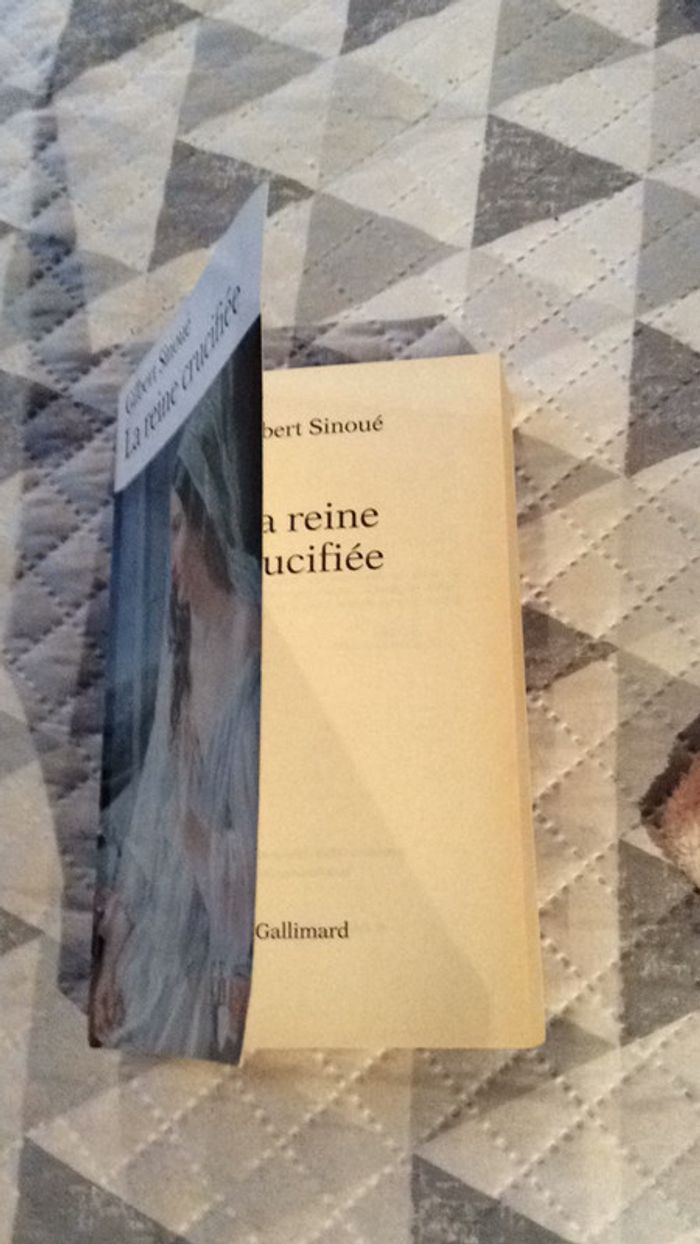 Gilbert Sinoué
La reine crucifiée
bert Sinoué
a reine
ucifiée
Gallimard